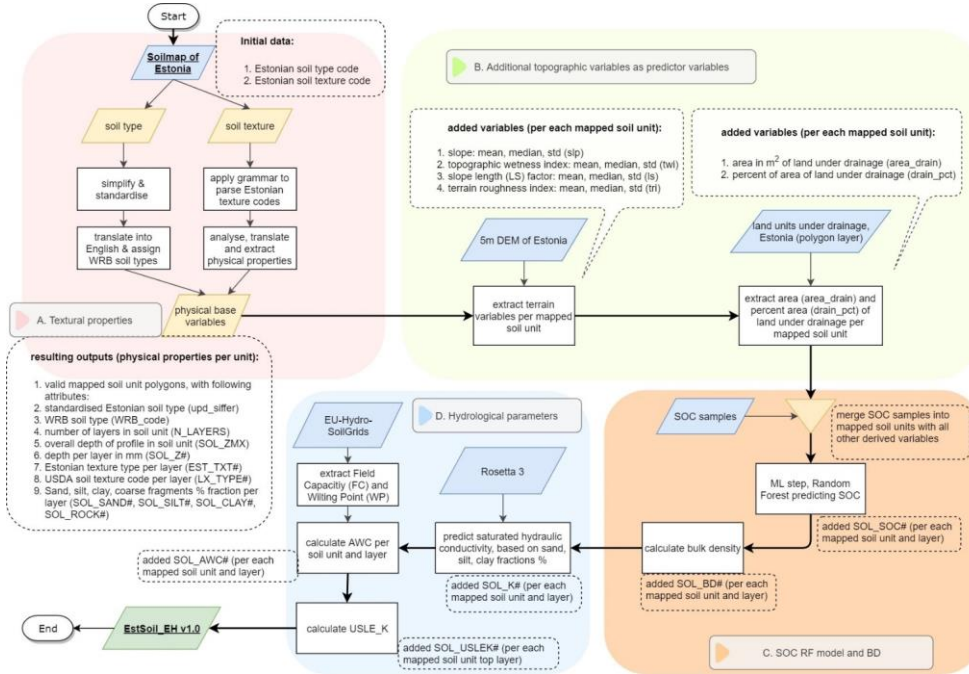 Start
Soilmap of
Estonia
Initial data:
1. Estonian soil type code
2. Estonian soil texture code
soil type
soil texture
simplify &
standardise
apply grammar to
parse Estonian
texture codes
translate into
English & assign
WRB soil types
analyse, translate
and extract
physical properties
A. Textural properties
physical base
variables
resulting outputs (physical properties per unit):
1. valid mapped soil unit polygons, with following
attributes:
2. standardised Estonian soil type (upd_siffer)
3. WRB soil type (WRB_code)
4. number of layers in soil unit (N_LAYERS)
5. overall depth of profile in soil unit (SOL_ZMX)
6. depth per layer in mm (SOL_Z#)
7. Estonian texture type per layer (EST_TXT#)
8. USDA soil texture code per layer (LX_TYPE#)
9. Sand, silt, clay, coarse fragments % fraction per
layer (SOL_SAND#, SOL_SILT#, SOL_CLAY#,
SOL_ROCK#)
B. Additional topographic variables as predictor variables
added variables (per each mapped soil unit):
1. slope: mean, median, std (slp)
2. topographic wetness index: mean, median, std (twi)
3. slope length (LS) factor: mean, median, std (ls)
4. terrain roughness index: mean, median, std (tri)
added variables (per each mapped soil unit):
1. area in m2 of land under drainage (area_drain)
2. percent of area of land under drainage (drain_pct)
5m DEM of Estonia
land units under drainage,
Estonia (polygon layer)
extract terrain
variables per mapped
soil unit
extract area (area_drain) and
percent area (drain_pct) of
land under drainage per
mapped soil unit
SOC samples
merge SOC samples into
mapped soil units with all
other derived variables
ML step, Random
Forest predicting SOC
added SOL_SOC# (per each
mapped soil unit and layer)
calculate bulk density
added SOL_BD# (per each
mapped soil unit and layer)
C. SOC RF model and BD
D. Hydrological parameters
EU-Hydro-
SoilGrids
extract Field
Capacitiy (FC) and
Wilting Point (WP)
Rosetta 3
predict saturated hydraulic
conductivity, based on sand,
silt, clay fractions %
added SOL_K# (per each
mapped soil unit and layer)
calculate AWC per
soil unit and layer
added SOL_AWC# (per each
mapped soil unit and layer)
calculate USLE_K
added SOL_USLEK# (per each
mapped soil unit top layer)
EstSoil_EH v1.0
End